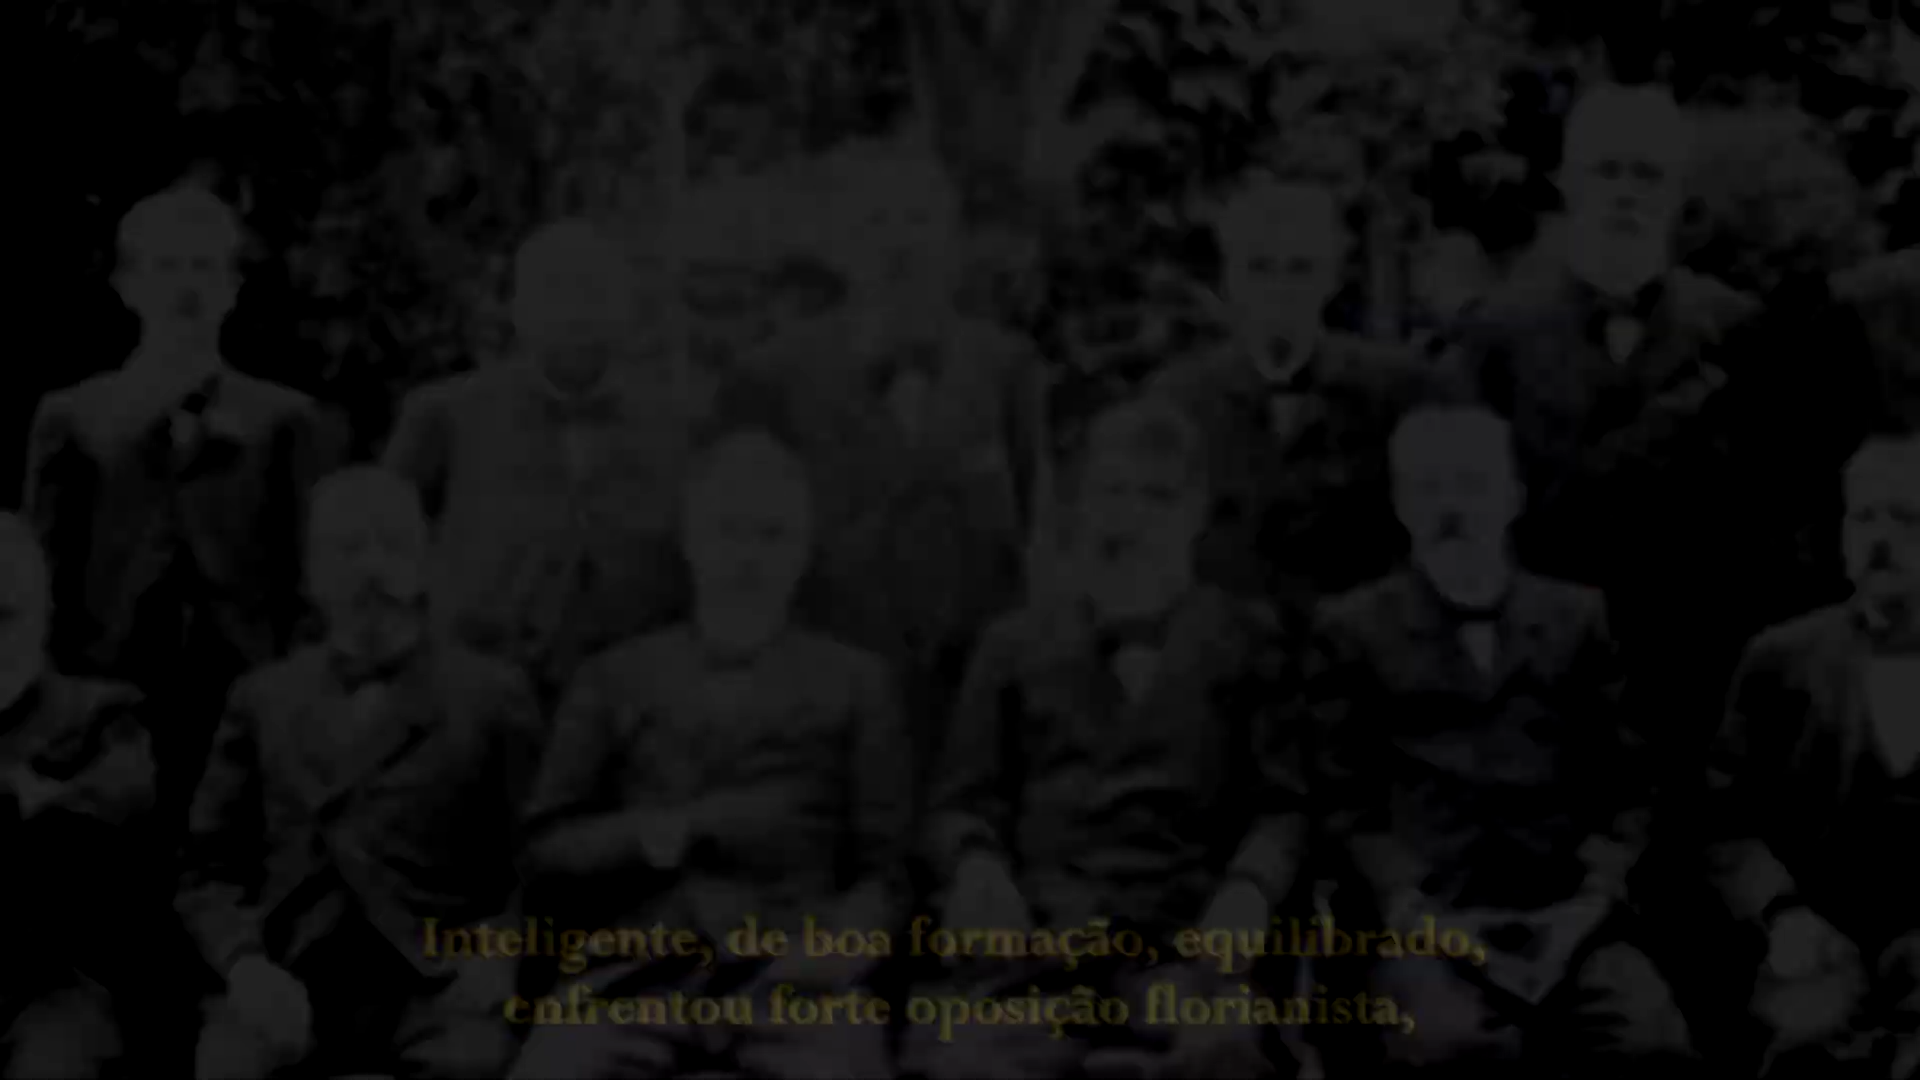 Inteligente, de boa formação, equilibrado,
enfrentou forte oposição florianista,